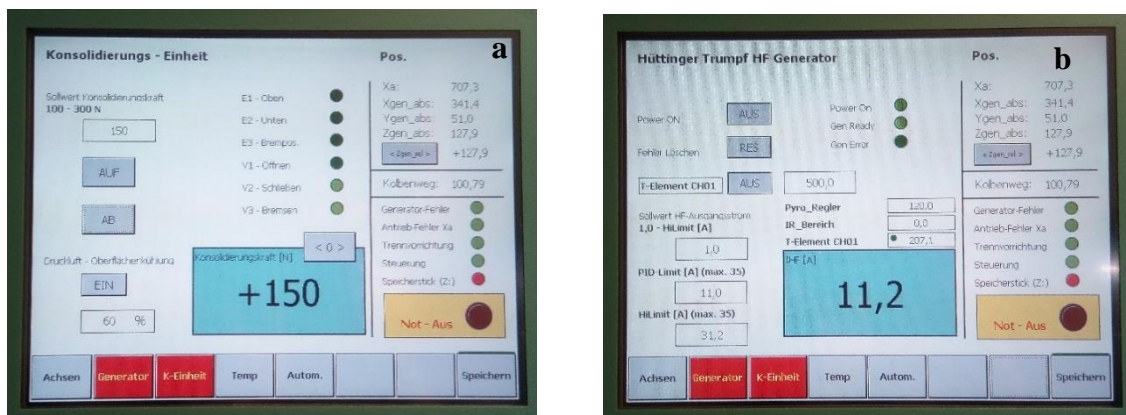 Konsolidierungs - Einheit
a
Pos.
Sollwert Konsolidierungskraft
100 - 300 N
150
AUF
AB
Druckluft - Oberflächerkühlung
EIN
60 %
E1 - Oben
E2 - Unten
E3 - Brempos.
V1 - Öffnen
V2 - Schließen
V3 - Bremsen
< 0 >
Konsolidierungskraft [N]
+150
Xa: 707,3
Xgen_abs: 341,4
Ygen_abs: 51,0
Zgen_abs: 127,9
< Zgen_rel > +127,9
Kolbenweg: 100,79
Generator-Fehler
Antrieb-Fehler Xa
Trennvorrichtung
Steuerung
Speicherstick (Z:)
Not - Aus
Achsen Generator K-Einheit Temp Autom. Speichern
Hüttinger Trumpf HF Generator
b
Pos.
Power ON
AUS
Fehler Löschen
RES
Power On
Gen Ready
Gen Error
T-Element CH01 AUS 500,0
Sollwert HF-Ausgangsstrom
1,0 - HiLimit [A]
1,0
PID-Limit [A] (max. 35)
11,0
HiLimit [A] (max. 35)
31,2
Pyro_Regler 120,0
IR_Bereich 0,0
T-Element CH01 207,1
IHF [A]
11,2
Xa: 707,3
Xgen_abs: 341,4
Ygen_abs: 51,0
Zgen_abs: 127,9
< Zgen_rel > +127,9
Kolbenweg: 100,79
Generator-Fehler
Antrieb-Fehler Xa
Trennvorrichtung
Steuerung
Speicherstick (Z:)
Not - Aus
Achsen Generator K-Einheit Temp Autom. Speichern